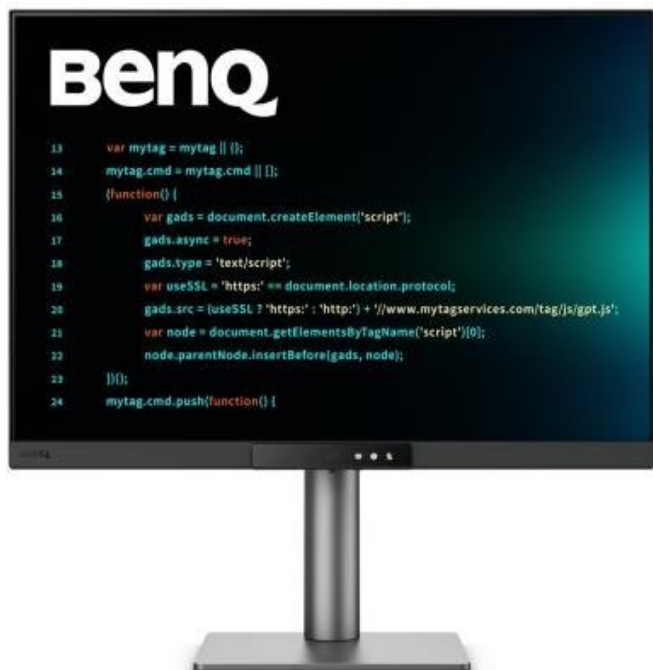 BenQ
13 var mytag = mytag || {};
14 mytag.cmd = mytag.cmd || [];
15 (function() {
16 var gads = document.createElement('script');
17 gads.async = true;
18 gads.type = 'text/script';
19 var useSSL = 'https:' == document.location.protocol;
20 gads.src = (useSSL ? 'https:' : 'http:') + '//www.mytagservices.com/tag/js/gpt.js';
21 var node = document.getElementsByTagName('script')[0];
22 node.parentNode.insertBefore(gads, node);
23 })();
24 mytag.cmd.push(function() {
BenQ